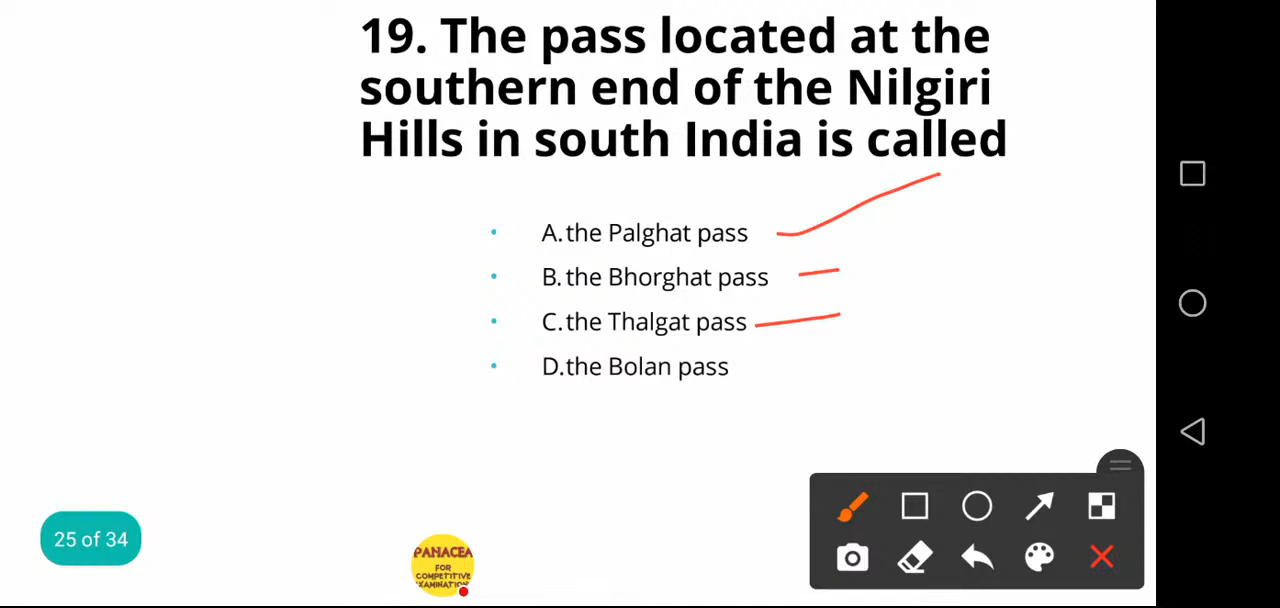 19. The pass located at the
southern end of the Nilgiri
Hills in south India is called
• A.the Palghat pass
• B. the Bhorghat pass
• C.the Thalgat pass
• D.the Bolan pass
25 of 34
PANACEA
FOR
COMPETITIVE
EXAMINATION